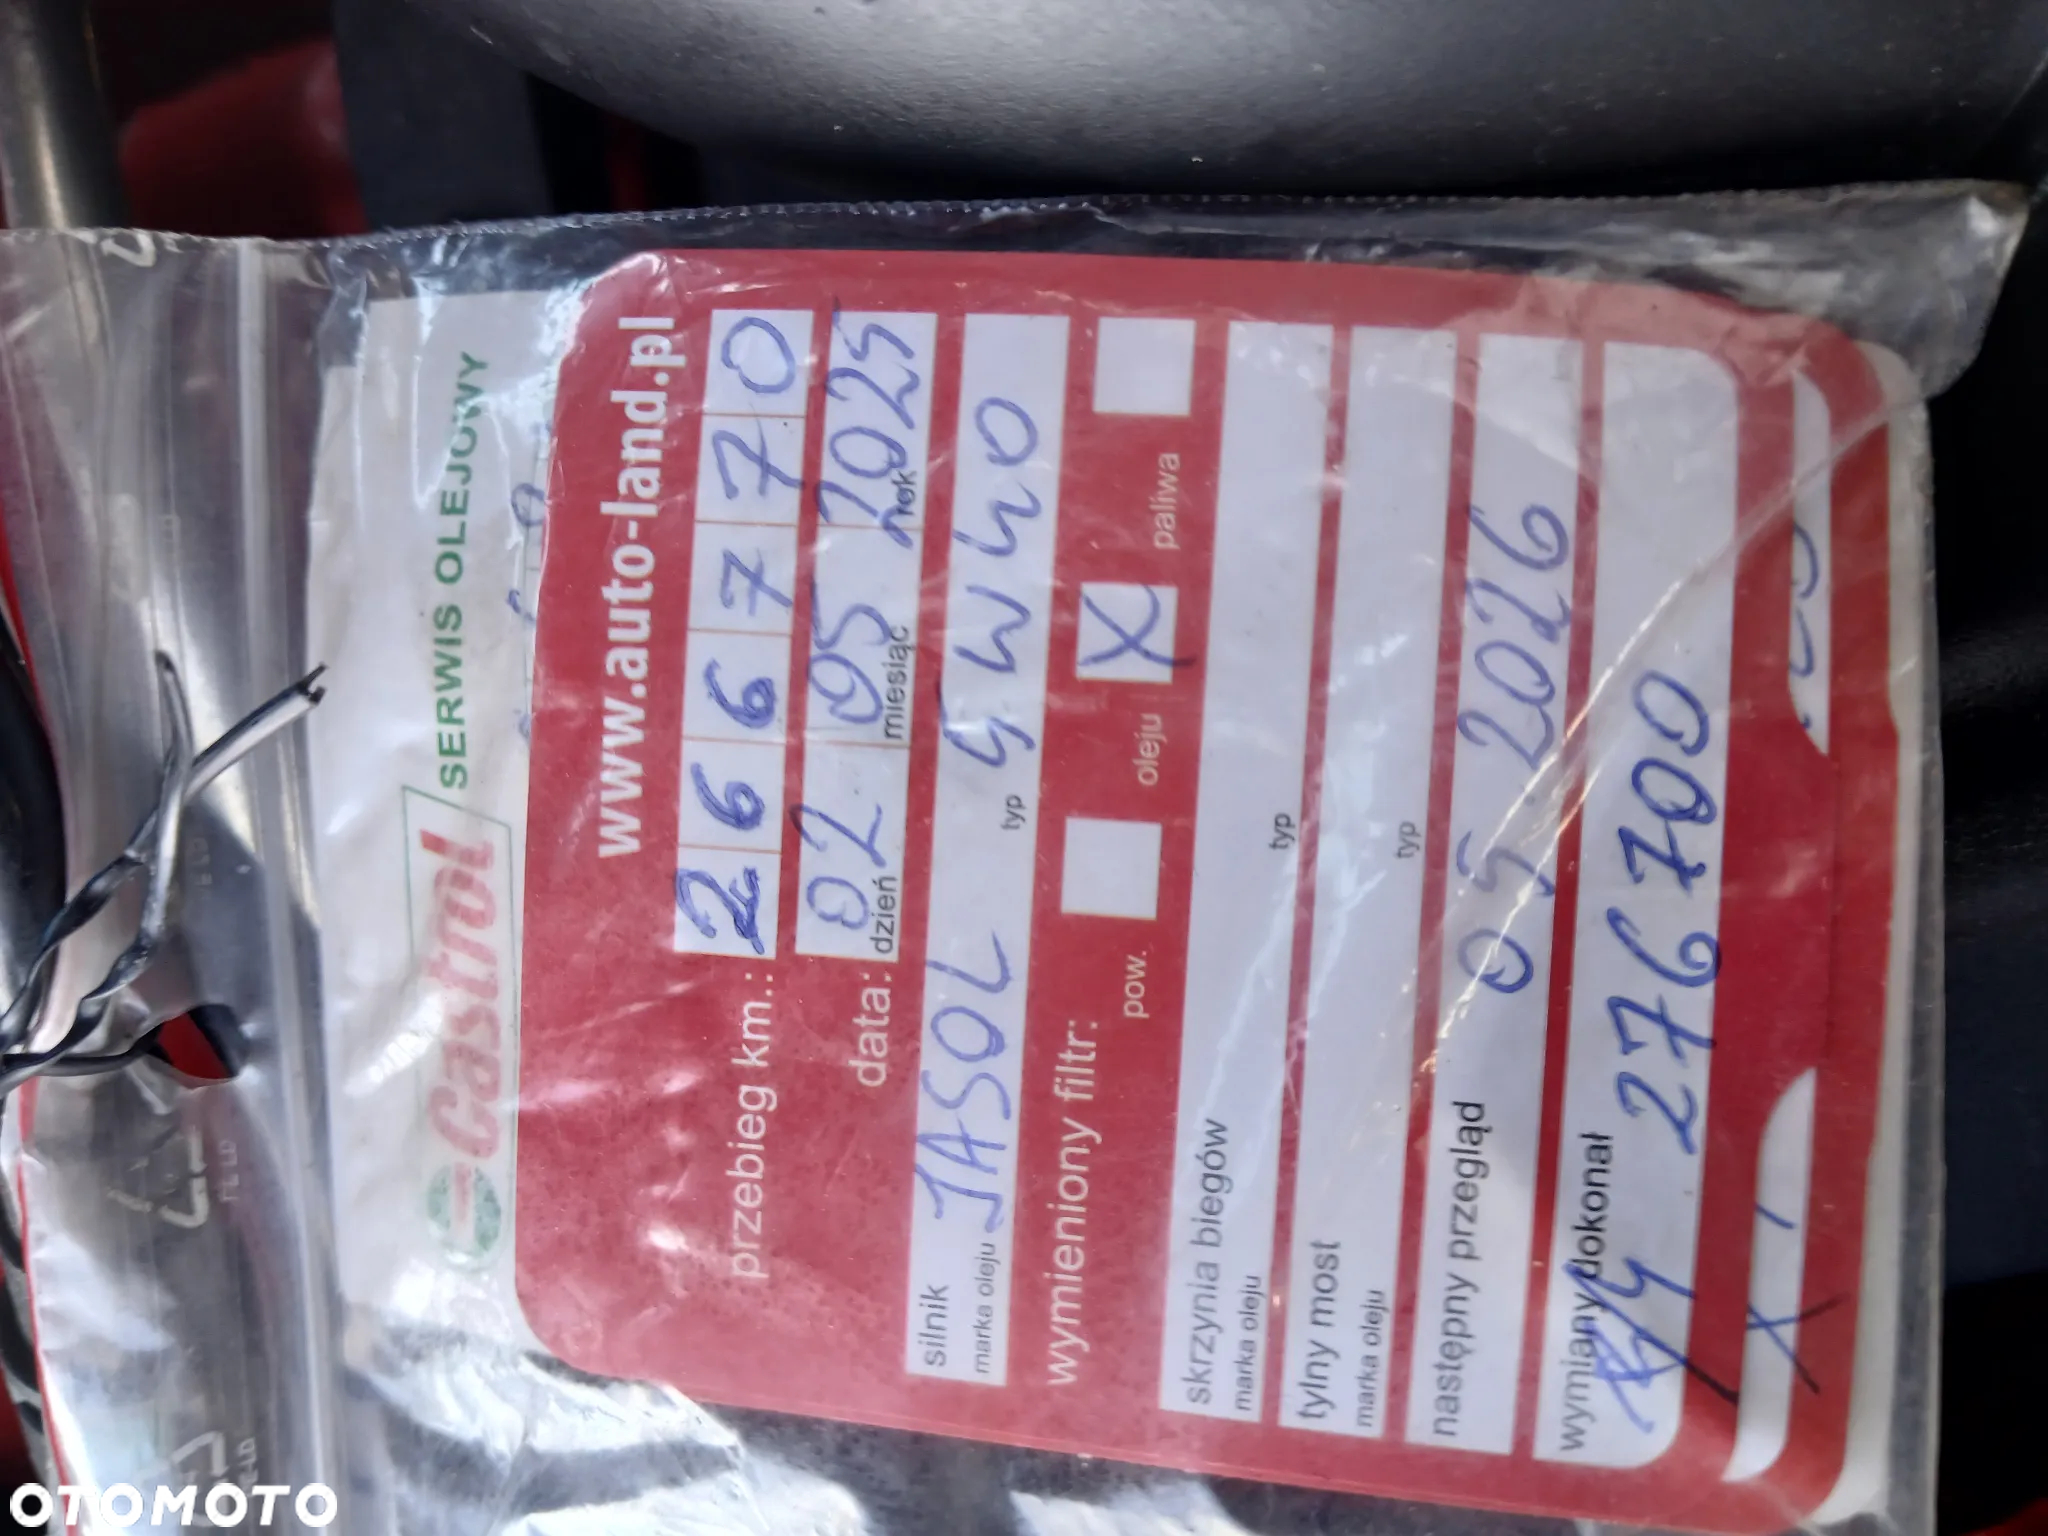 Castrol SERWIS OLEJOWY
www.auto-land.pl
przebieg km.: 266770
data: 02 05 2025
dzień miesiąc rok
silnik
marka oleju JASOL typ 5W40
wymieniony filtr:
pow. oleju X paliwa
skrzynia biegów
marka oleju typ
tylny most
marka oleju typ
następny przegląd 05.2026
wymiany dokonał 276700
OTOMOTO